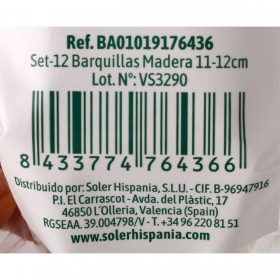 Ref. BA01019176436
Set-12 Barquillas Madera 11-12cm
Lot. Nº: VS3290
8 433774 764366
Distribuido por: Soler Hispania, S.L.U. - CIF. B-96947916
P.I. El Carrascot - Avda. del Plàstic, 17
46850 L'Olleria, Valencia (Spain)
RGSEAA. 39.004798/V - T +34 96 220 81 51
www.solerhispania.com